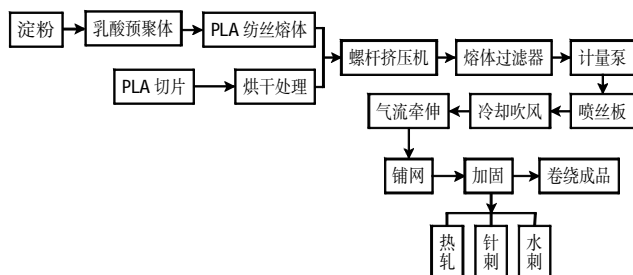 淀粉
乳酸预聚体
PLA 纺丝熔体
PLA 切片
烘干处理
螺杆挤压机
熔体过滤器
计量泵
喷丝板
冷却吹风
气流牵伸
铺网
加固
卷绕成品
热轧
针刺
水刺